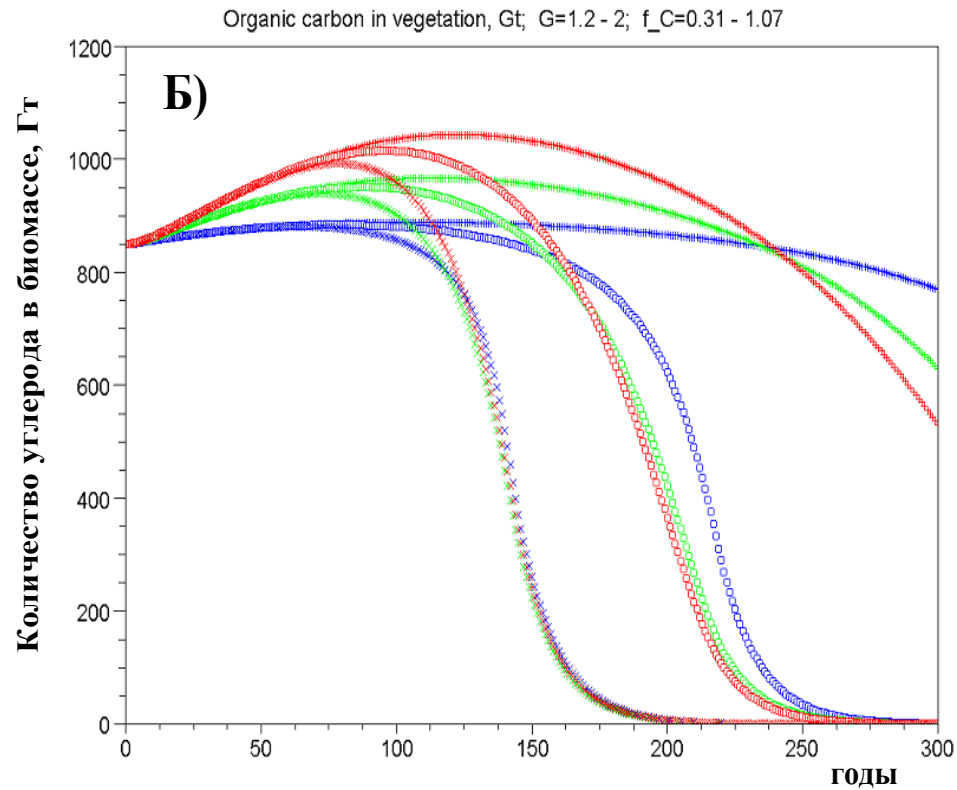 Organic carbon in vegetation, Gt; G=1.2 - 2; f_C=0.31 - 1.07
Б)
Количество углерода в биомассе, Гт
1200
1000
800
600
400
200
0
0 50 100 150 200 250 300
годы